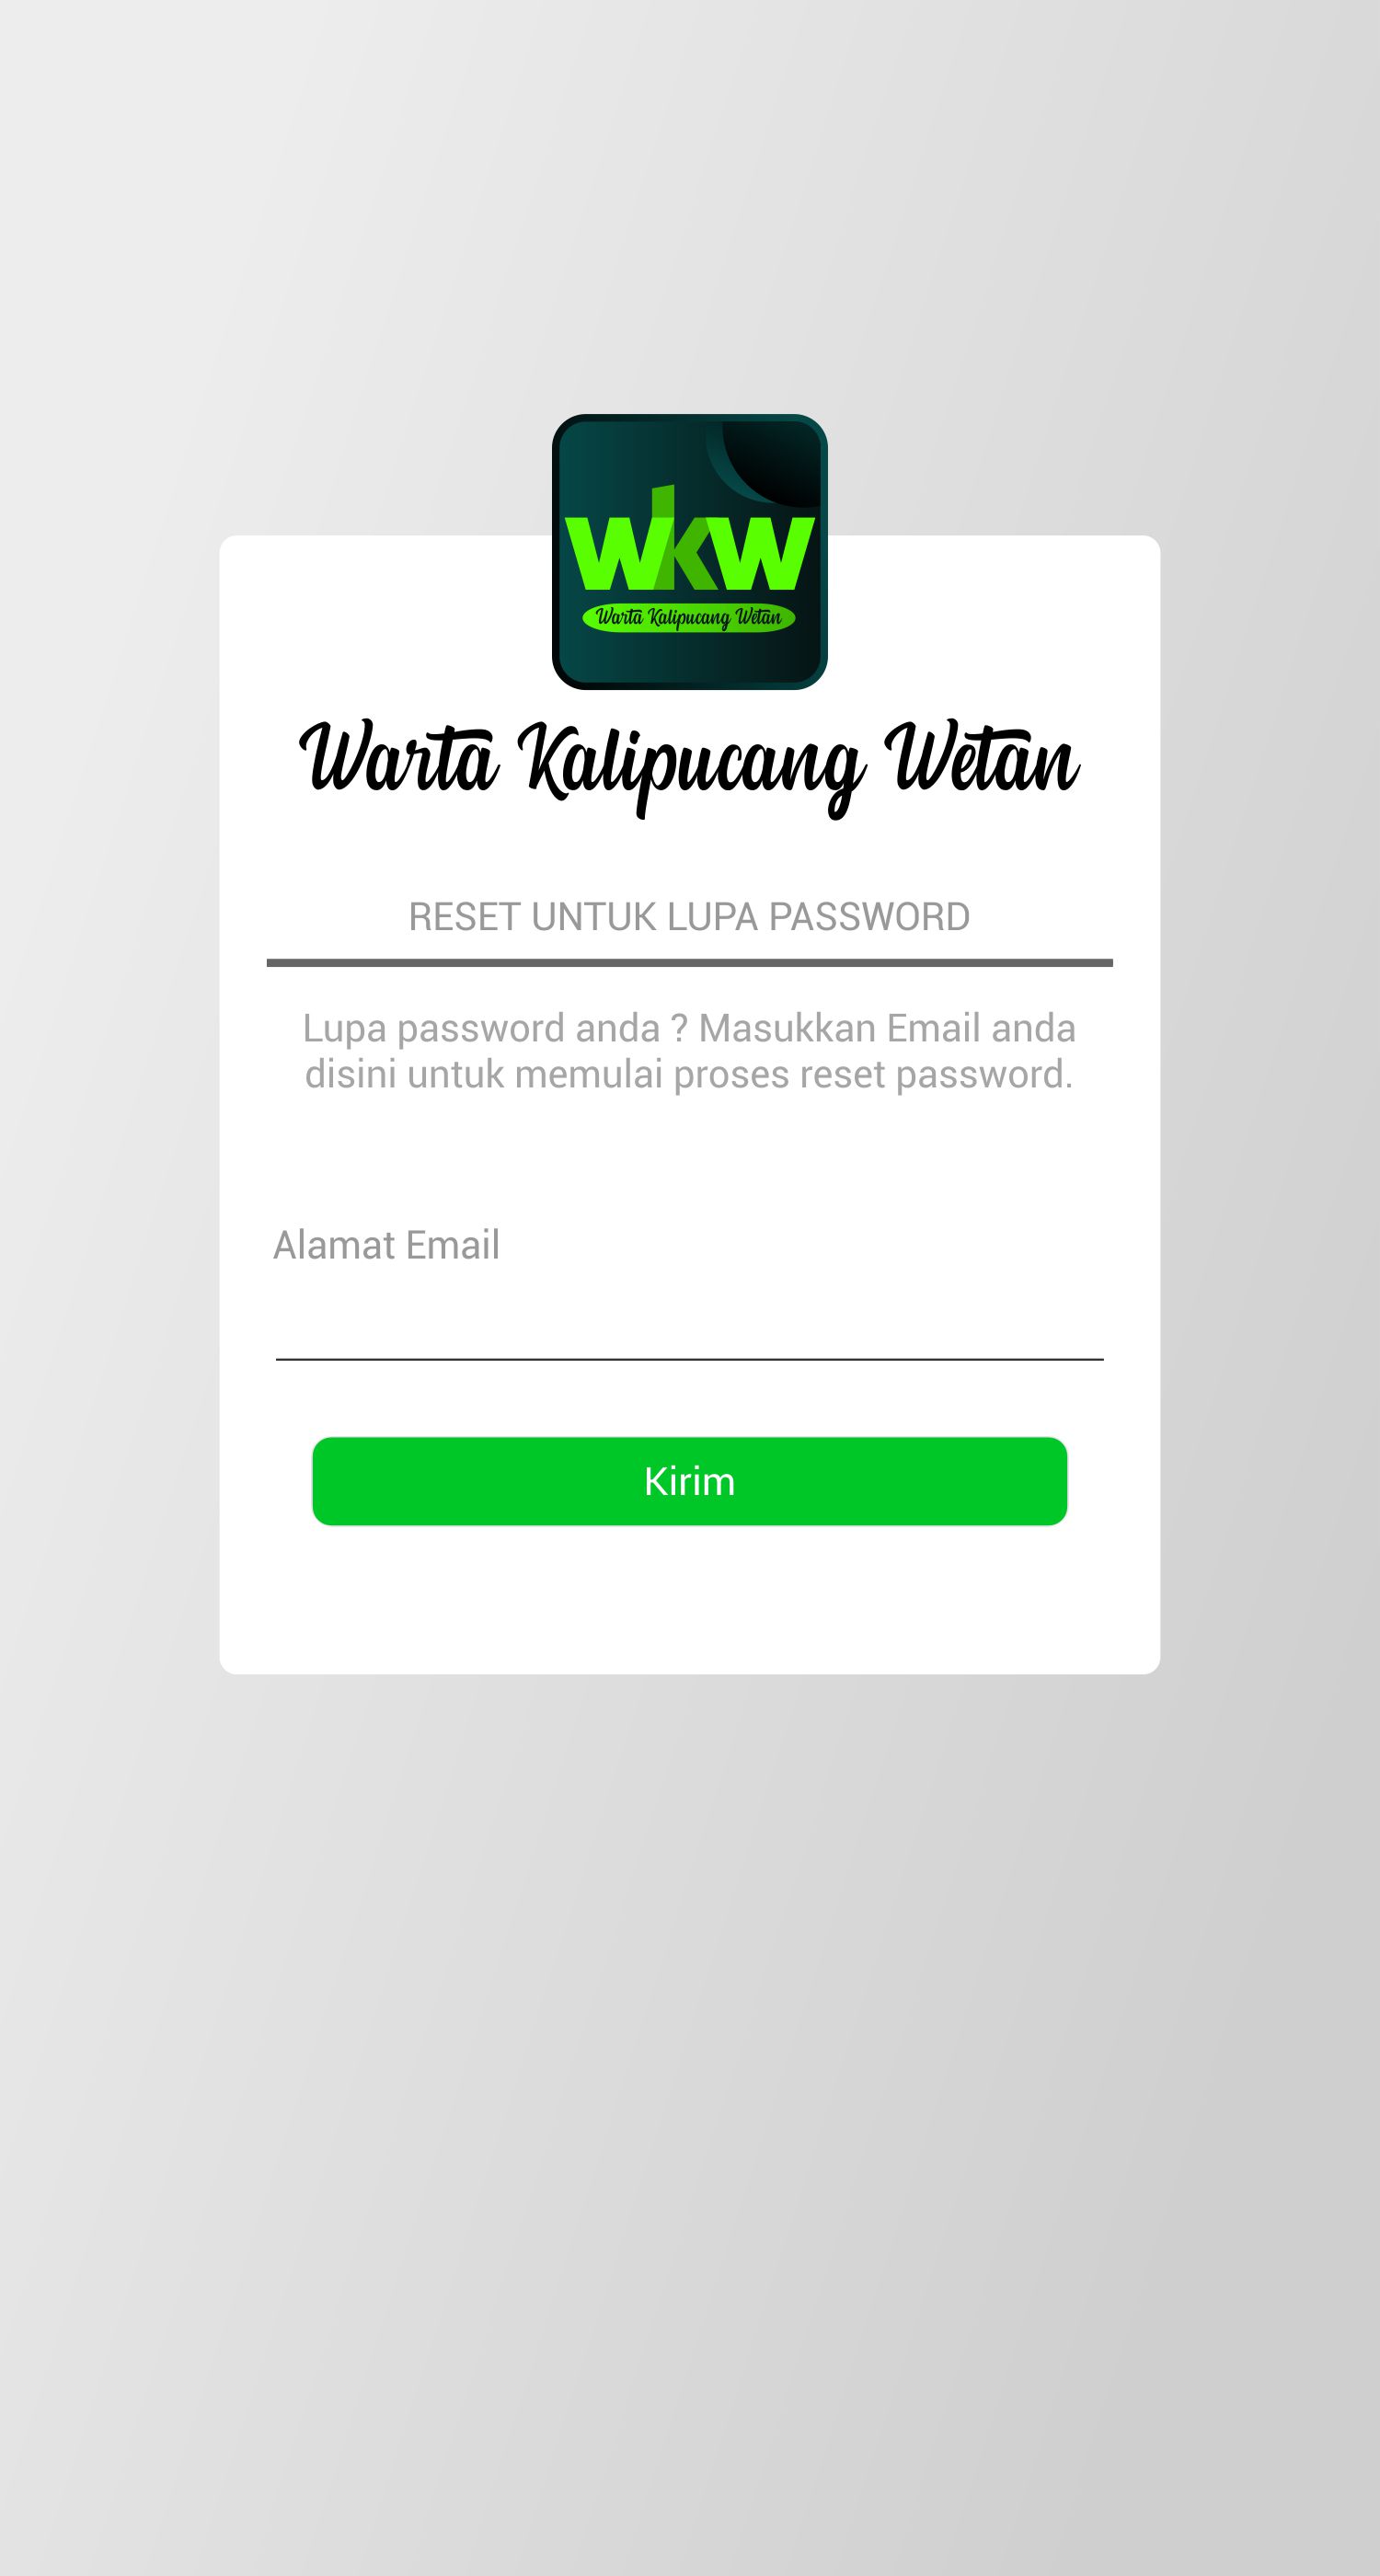 wkw
Warta Kalipucang Wetan
Warta Kalipucang Wetan
RESET UNTUK LUPA PASSWORD
Lupa password anda ? Masukkan Email anda
disini untuk memulai proses reset password.
Alamat Email
Kirim